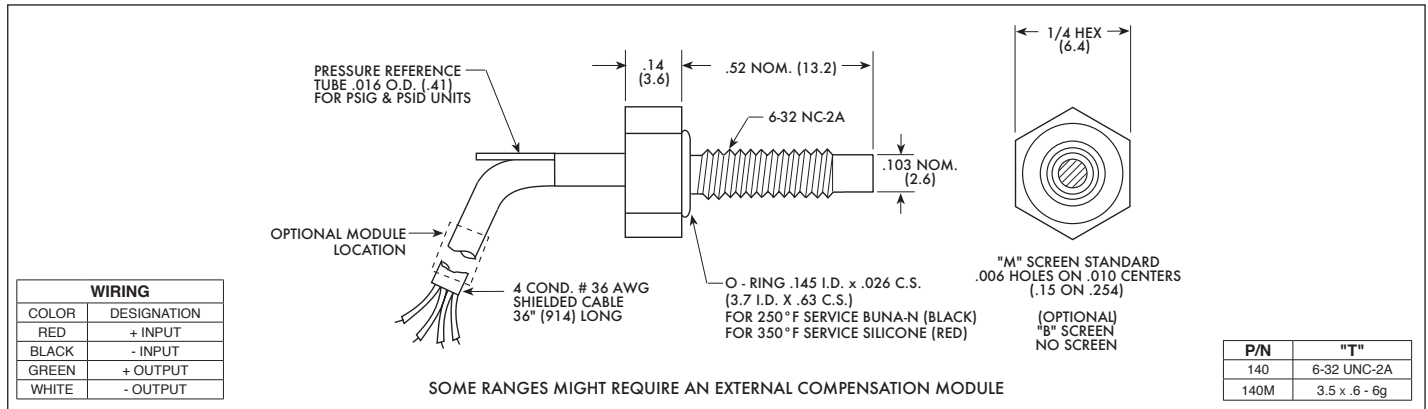 PRESSURE REFERENCE
TUBE .016 O.D. (.41)
FOR PSIG & PSID UNITS
.14
(3.6)
.52 NOM. (13.2)
6-32 NC-2A
.103 NOM.
(2.6)
1/4 HEX
(6.4)
OPTIONAL MODULE
LOCATION
4 COND. # 36 AWG
SHIELDED CABLE
36" (914) LONG
O - RING .145 I.D. x .026 C.S.
(3.7 I.D. X .63 C.S.)
FOR 250°F SERVICE BUNA-N (BLACK)
FOR 350°F SERVICE SILICONE (RED)
"M" SCREEN STANDARD
.006 HOLES ON .010 CENTERS
(.15 ON .254)
(OPTIONAL)
"B" SCREEN
NO SCREEN
WIRING
COLOR DESIGNATION
RED + INPUT
BLACK - INPUT
GREEN + OUTPUT
WHITE - OUTPUT
SOME RANGES MIGHT REQUIRE AN EXTERNAL COMPENSATION MODULE
P/N "T"
140 6-32 UNC-2A
140M 3.5 x .6 - 6g